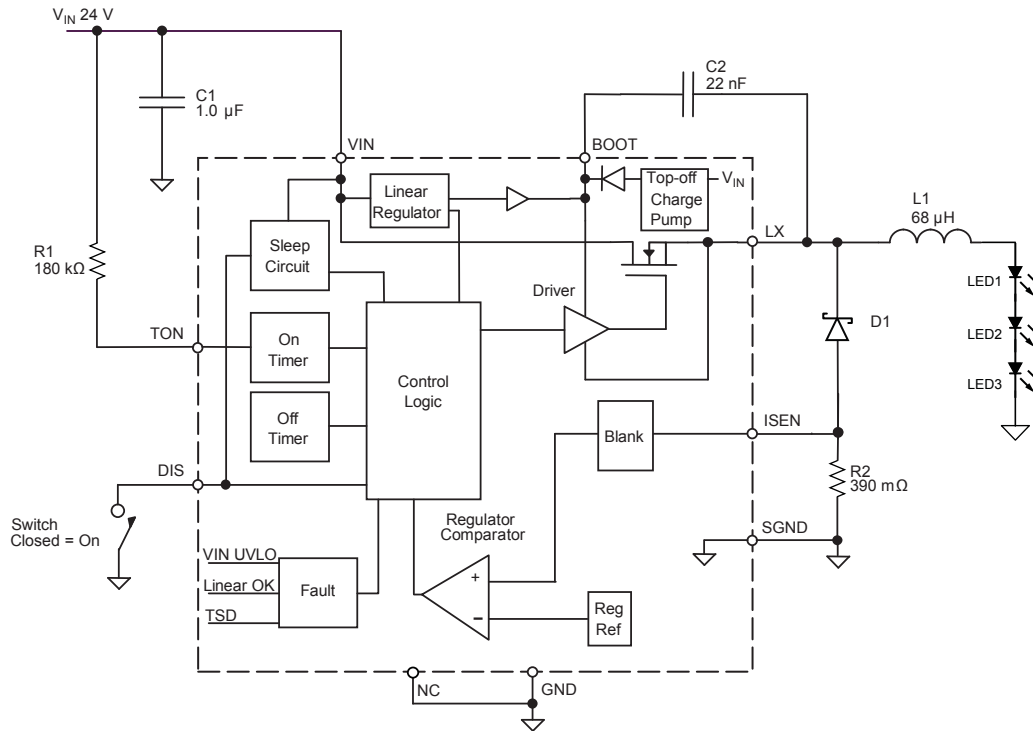 V_IN 24 V
C2
22 nF
C1
1.0 µF
VIN
BOOT
Linear
Regulator
Top-off
Charge
Pump
V_IN
L1
68 µH
LX
R1
180 kΩ
Sleep
Circuit
Driver
LED1
D1
LED2
TON
On
Timer
LED3
Control
Logic
Off
Timer
Blank
ISEN
DIS
R2
390 mΩ
Switch
Closed = On
Regulator
Comparator
SGND
VIN UVLO
Linear OK
TSD
Fault
+
−
Reg
Ref
NC
GND